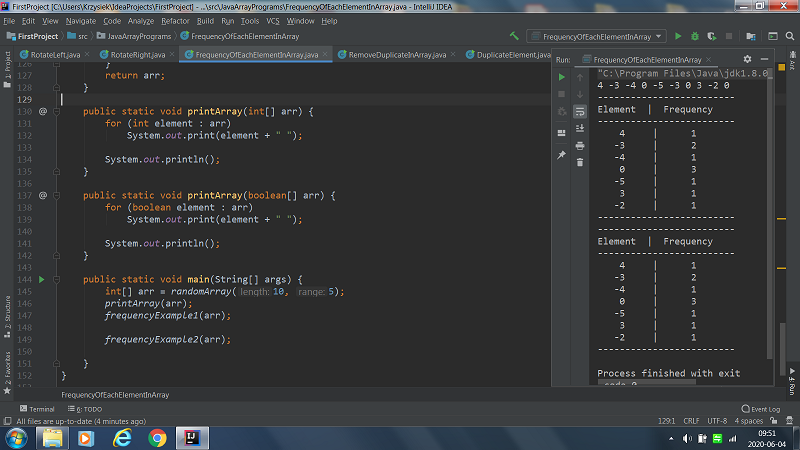 FirstProject [C:\Users\Krzysiek\IdeaProjects\FirstProject] - ...\src\JavaArrayPrograms\FrequencyOfEachElementInArray.java - IntelliJ IDEA
File Edit View Navigate Code Analyze Refactor Build Run Tools VCS Window Help
FirstProject src JavaArrayPrograms FrequencyOfEachElementInArray
FrequencyOfEachElementInArray
RotateLeft.java RotateRight.java FrequencyOfEachElementInArray.java RemoveDuplicateInArray.java DuplicateElement.java
126 }
127 return arr;
128 }
129
130 @ public static void printArray(int[] arr) {
131 for (int element : arr)
132 System.out.print(element + " ");
133
134 System.out.println();
135 }
136
137 @ public static void printArray(boolean[] arr) {
138 for (boolean element : arr)
139 System.out.print(element + " ");
140
141 System.out.println();
142 }
143
144 public static void main(String[] args) {
145 int[] arr = randomArray( length: 10, range: 5);
146 printArray(arr);
147 frequencyExample1(arr);
148
149 frequencyExample2(arr);
150
151 }
152 }
FrequencyOfEachElementInArray
Run: FrequencyOfEachElementInArray
"C:\Program Files\Java\jdk1.8.0
4 -3 -4 0 -5 -3 0 3 -2 0
-------------------------
Element | Frequency
-------------------------
4 | 1
-3 | 2
-4 | 1
0 | 3
-5 | 1
3 | 1
-2 | 1
-------------------------
-------------------------
Element | Frequency
-------------------------
4 | 1
-3 | 2
-4 | 1
0 | 3
-5 | 1
3 | 1
-2 | 1
-------------------------
Process finished with exit
code 0
1: Project
7: Structure
2: Favorites
Ant
4: Run
Terminal 6: TODO Event Log
All files are up-to-date (4 minutes ago) 129:1 CRLF UTF-8 4 spaces
09:51
2020-06-04